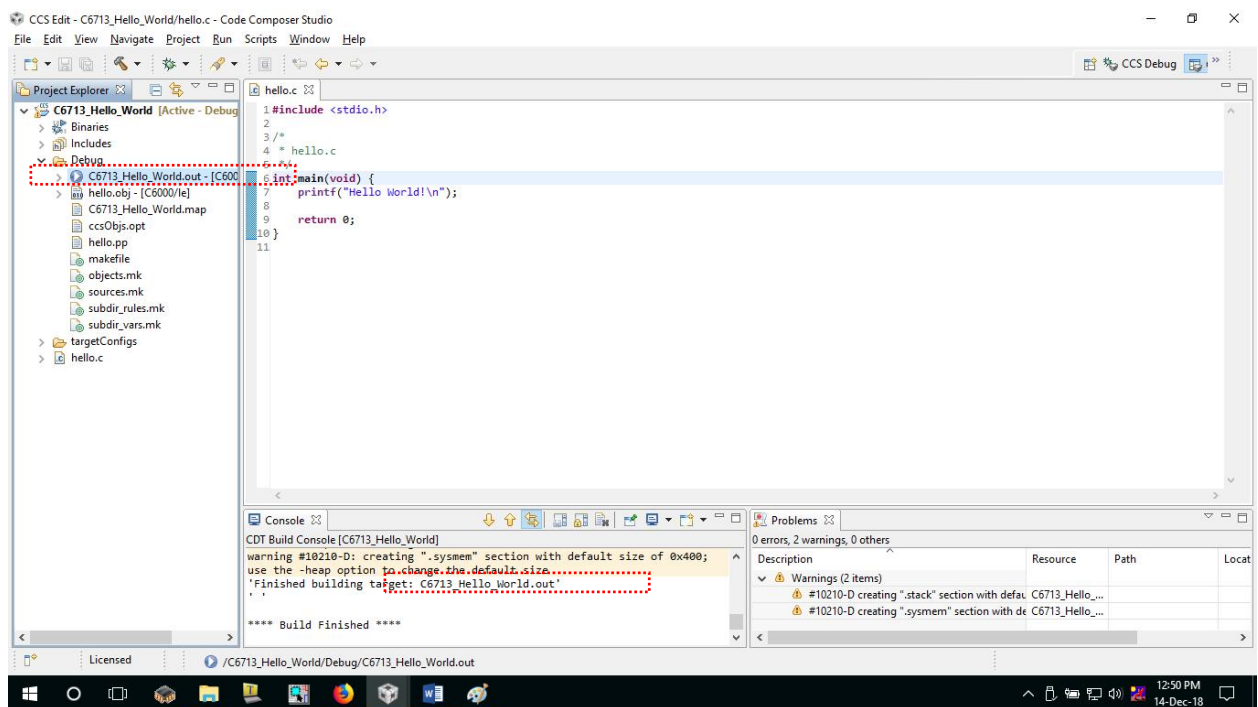 CCS Edit - C6713_Hello_World/hello.c - Code Composer Studio
File Edit View Navigate Project Run Scripts Window Help
CCS Debug
Project Explorer
hello.c
C6713_Hello_World [Active - Debug
Binaries
Includes
Debug
C6713_Hello_World.out - [C600
hello.obj - [C6000/le]
C6713_Hello_World.map
ccsObjs.opt
hello.pp
makefile
objects.mk
sources.mk
subdir_rules.mk
subdir_vars.mk
targetConfigs
hello.c
1 #include <stdio.h>
2
3 /*
4 * hello.c
5 */
6 int main(void) {
7 printf("Hello World!\n");
8
9 return 0;
10 }
11
Console
CDT Build Console [C6713_Hello_World]
warning #10210-D: creating ".sysmem" section with default size of 0x400;
use the -heap option to change the default size
'Finished building target: C6713_Hello_World.out'
' '
**** Build Finished ****
Problems
0 errors, 2 warnings, 0 others
Description Resource Path Locat
Warnings (2 items)
#10210-D creating ".stack" section with defau C6713_Hello_...
#10210-D creating ".sysmem" section with de C6713_Hello_...
Licensed
/C6713_Hello_World/Debug/C6713_Hello_World.out
12:50 PM
14-Dec-18